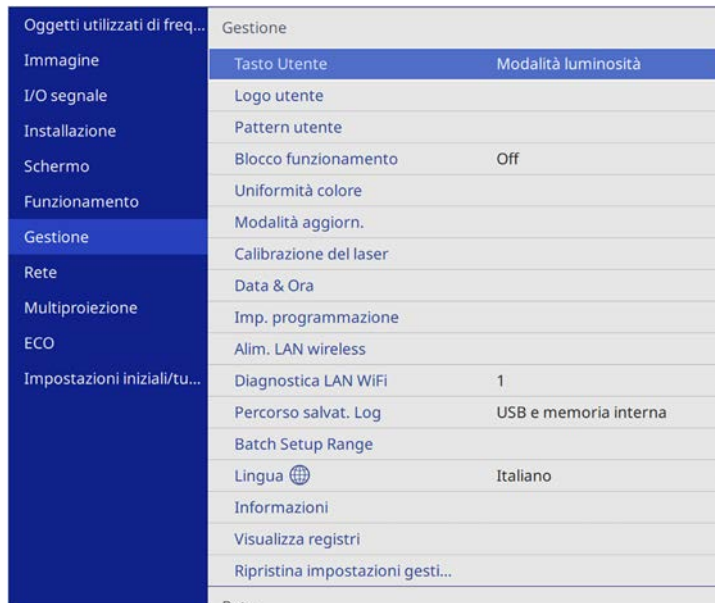 Oggetti utilizzati di freq...
Immagine
I/O segnale
Installazione
Schermo
Funzionamento
Gestione
Rete
Multiproiezione
ECO
Impostazioni iniziali/tu...
Gestione
Tasto Utente Modalità luminosità
Logo utente
Pattern utente
Blocco funzionamento Off
Uniformità colore
Modalità aggiorn.
Calibrazione del laser
Data & Ora
Imp. programmazione
Alim. LAN wireless
Diagnostica LAN WiFi 1
Percorso salvat. Log USB e memoria interna
Batch Setup Range
Lingua Italiano
Informazioni
Visualizza registri
Ripristina impostazioni gesti...